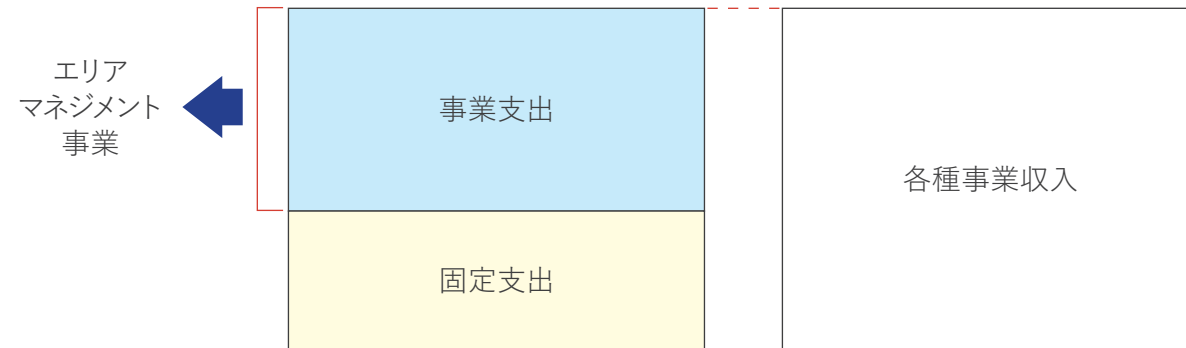 エリア
マネジメント
事業
事業支出
固定支出
各種事業収入